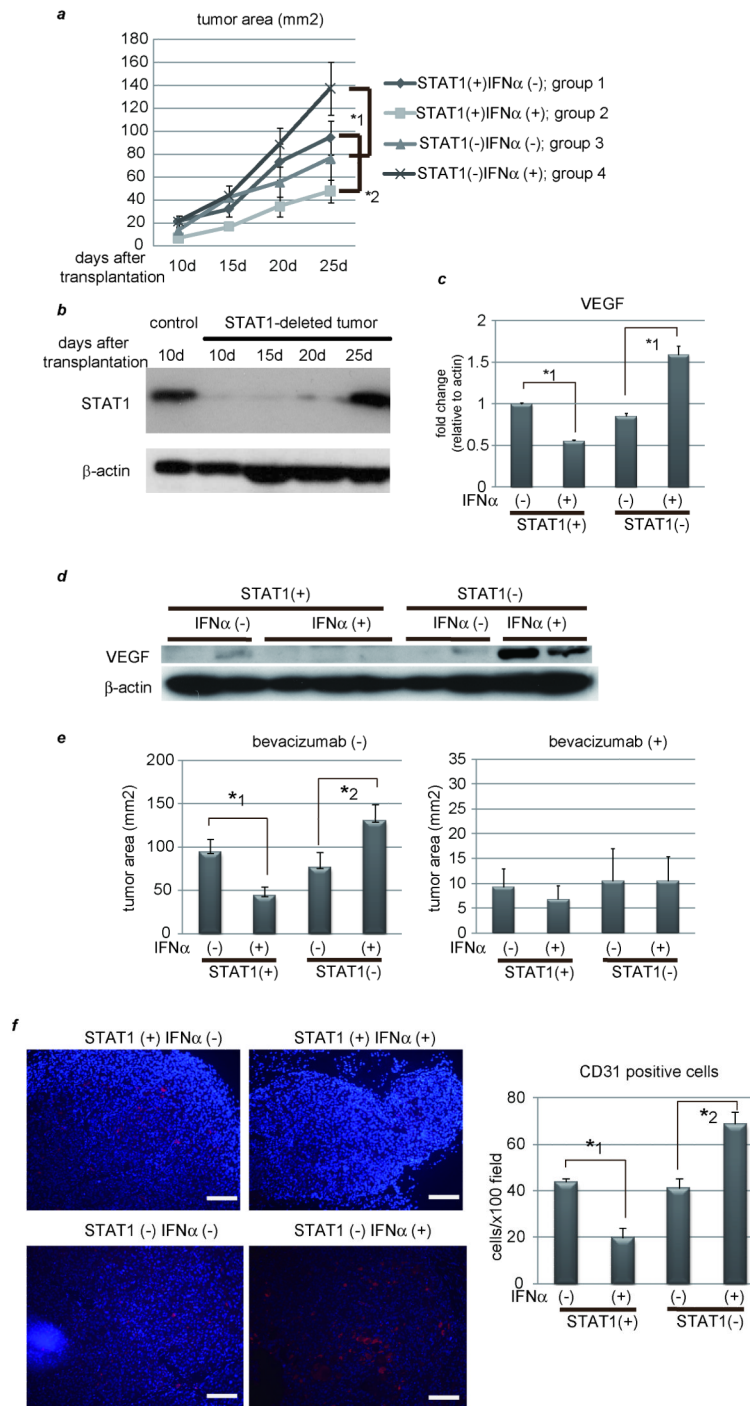 a
tumor area (mm2)
180
160
140
120
100
80
60
40
20
0
*1
*2
STAT1(+)IFNα (-); group 1
STAT1(+)IFNα (+); group 2
STAT1(-)IFNα (-); group 3
STAT1(-)IFNα (+); group 4
days after
transplantation
10d 15d 20d 25d
b
control STAT1-deleted tumor
days after
transplantation
10d 10d 15d 20d 25d
STAT1
β-actin
c
VEGF
fold change
(relative to actin)
2
1.5
1
0.5
0
*1
*1
IFNα (-) (+) (-) (+)
STAT1(+) STAT1(-)
d
STAT1(+) STAT1(-)
IFNα (-) IFNα (+) IFNα (-) IFNα (+)
VEGF
β-actin
e
bevacizumab (-)
tumor area (mm2)
200
150
100
50
0
*1
*2
IFNα (-) (+) (-) (+)
STAT1(+) STAT1(-)
bevacizumab (+)
tumor area (mm2)
35
30
25
20
15
10
5
0
IFNα (-) (+) (-) (+)
STAT1(+) STAT1(-)
f
STAT1 (+) IFNα (-) STAT1 (+) IFNα (+)
STAT1 (-) IFNα (-) STAT1 (-) IFNα (+)
CD31 positive cells
cells/x100 field
80
60
40
20
0
*1
*2
IFNα (-) (+) (-) (+)
STAT1(+) STAT1(-)